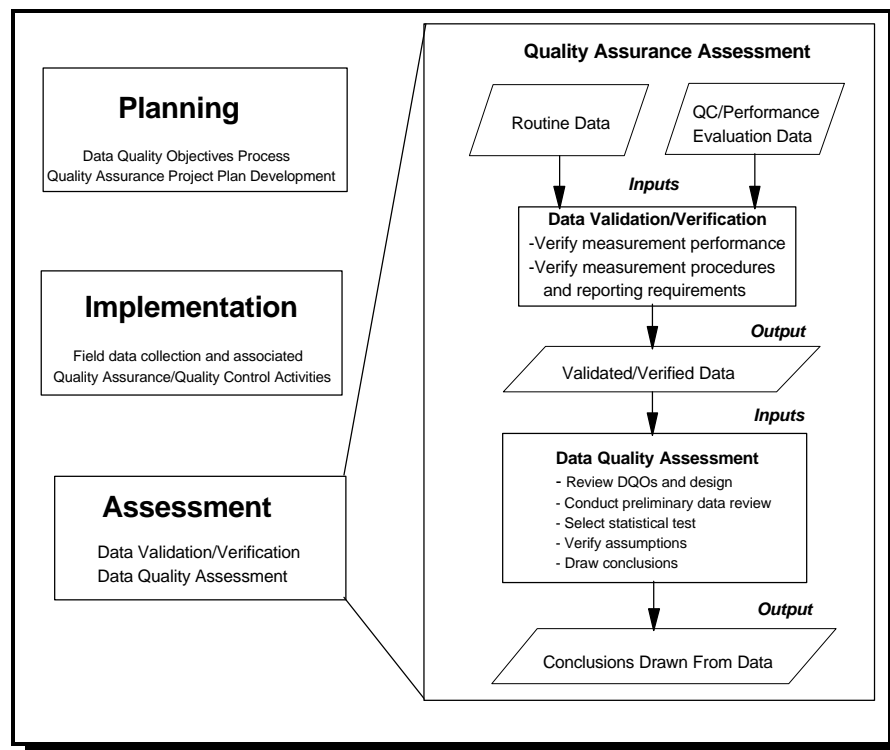 Planning
Data Quality Objectives Process
Quality Assurance Project Plan Development
Implementation
Field data collection and associated
Quality Assurance/Quality Control Activities
Assessment
Data Validation/Verification
Data Quality Assessment
Quality Assurance Assessment
Routine Data
QC/Performance
Evaluation Data
Inputs
Data Validation/Verification
-Verify measurement performance
-Verify measurement procedures
and reporting requirements
Output
Validated/Verified Data
Inputs
Data Quality Assessment
- Review DQOs and design
- Conduct preliminary data review
- Select statistical test
- Verify assumptions
- Draw conclusions
Output
Conclusions Drawn From Data